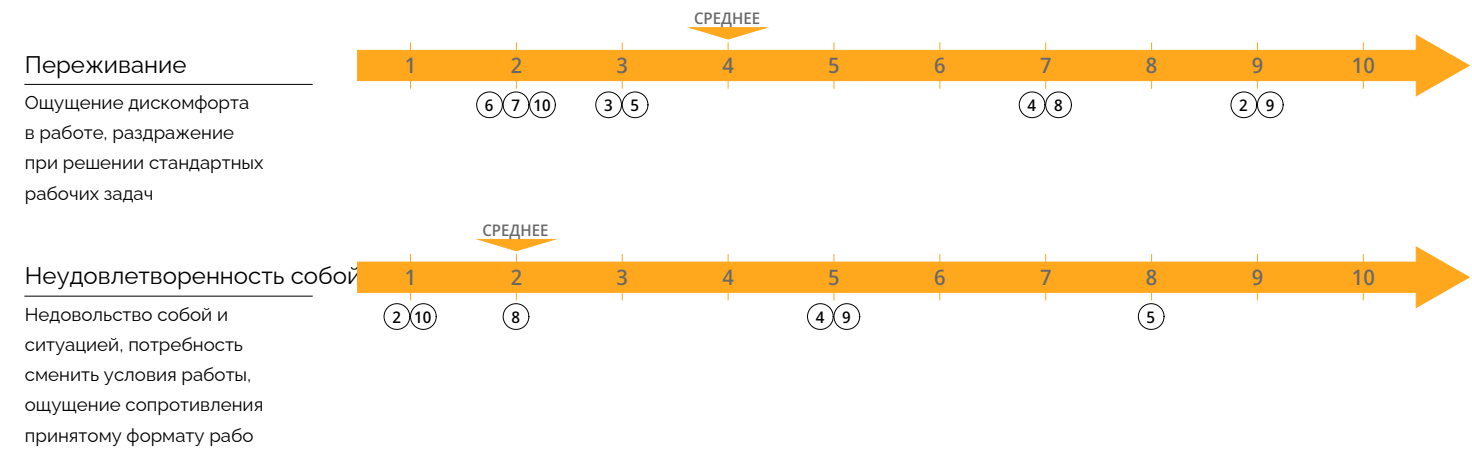 СРЕДНЕЕ
Переживание
1 2 3 4 5 6 7 8 9 10
6 7 10 3 5 4 8 2 9
Ощущение дискомфорта
в работе, раздражение
при решении стандартных
рабочих задач
СРЕДНЕЕ
Неудовлетворенность собой
1 2 3 4 5 6 7 8 9 10
2 10 8 4 9 5
Недовольство собой и
ситуацией, потребность
сменить условия работы,
ощущение сопротивления
принятому формату рабо